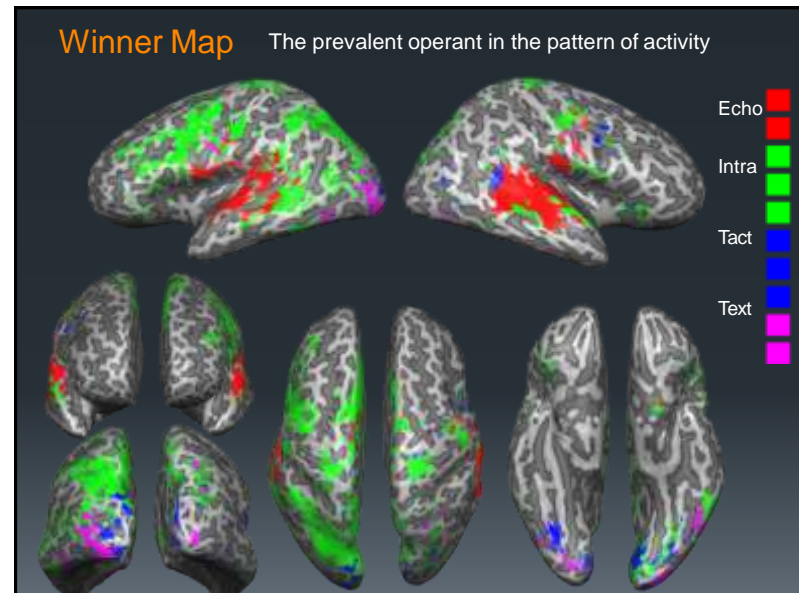 Winner Map
The prevalent operant in the pattern of activity
Echo
Intra
Tact
Text